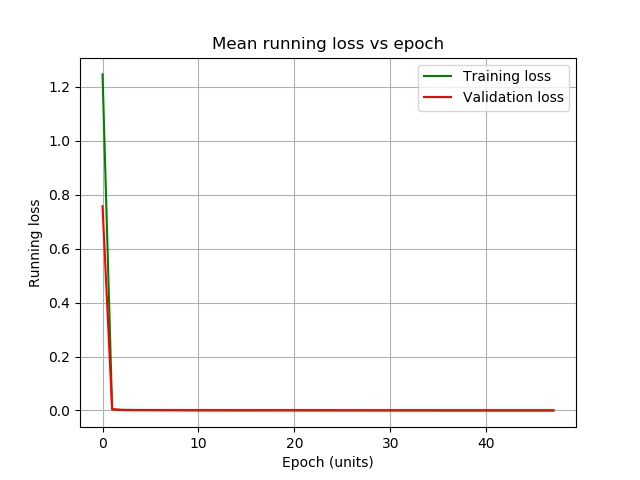 Mean running loss vs epoch
Training loss
Validation loss
Running loss
1.2
1.0
0.8
0.6
0.4
0.2
0.0
0 10 20 30 40
Epoch (units)